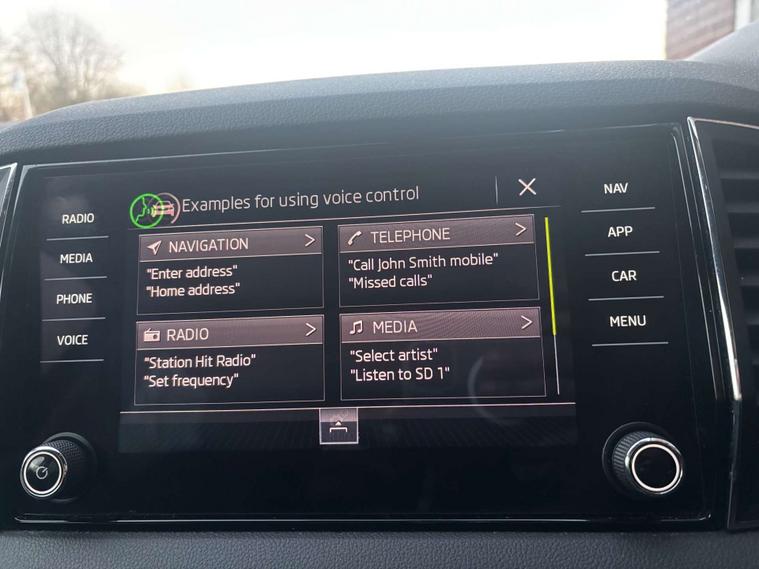 Examples for using voice control
RADIO
MEDIA
PHONE
VOICE
NAVIGATION
"Enter address"
"Home address"
TELEPHONE
"Call John Smith mobile"
"Missed calls"
RADIO
"Station Hit Radio"
"Set frequency"
MEDIA
"Select artist"
"Listen to SD 1"
NAV
APP
CAR
MENU